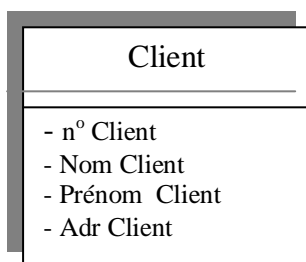 Client
- n° Client
- Nom Client
- Prénom Client
- Adr Client